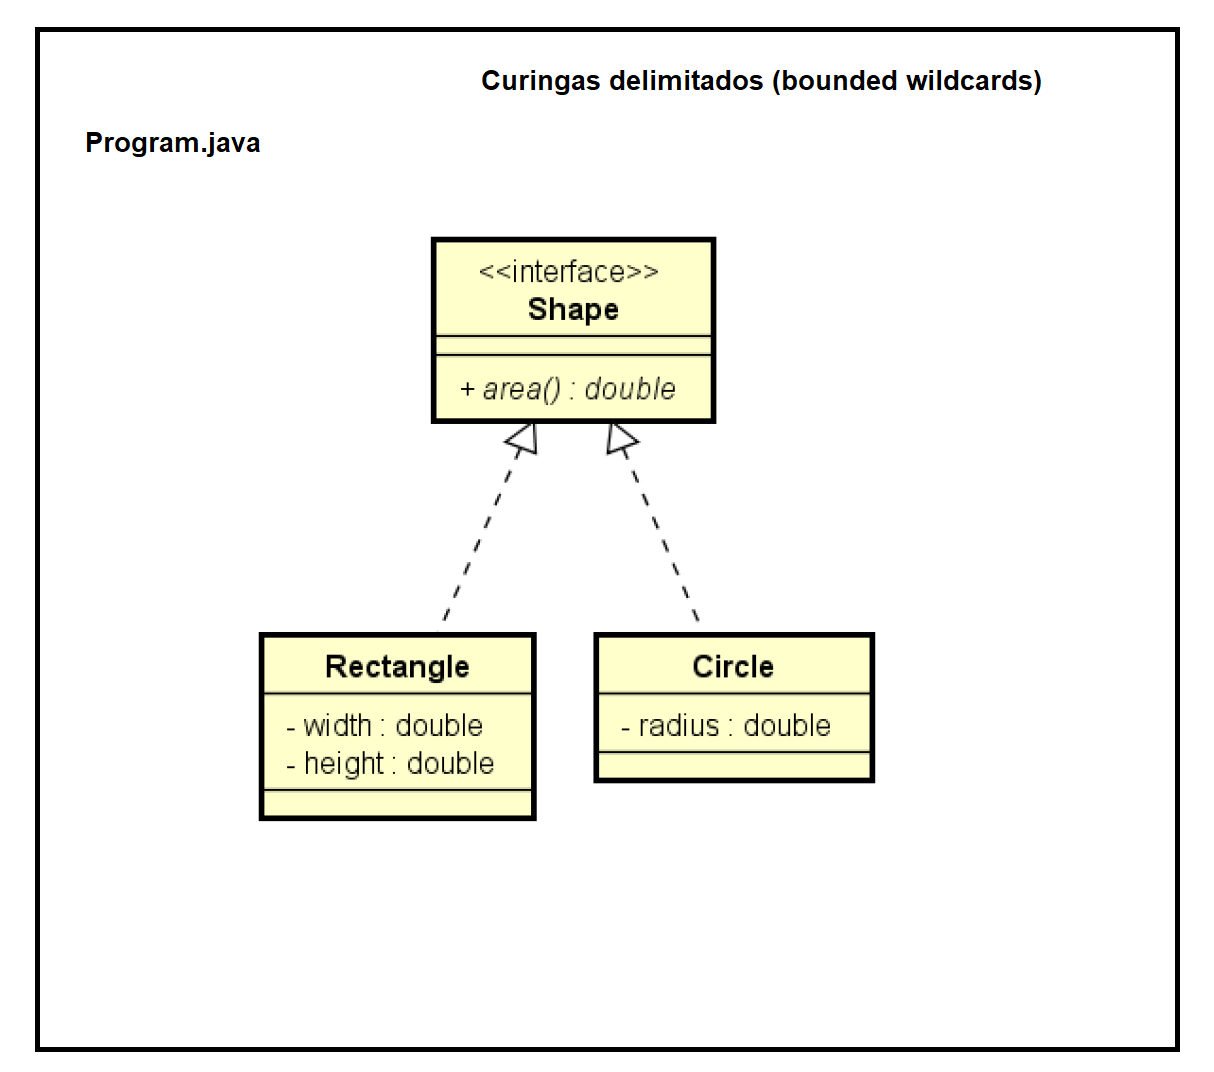 Curingas delimitados (bounded wildcards)
Program.java
<<interface>>
Shape
+ area() : double
Rectangle
- width : double
- height : double
Circle
- radius : double